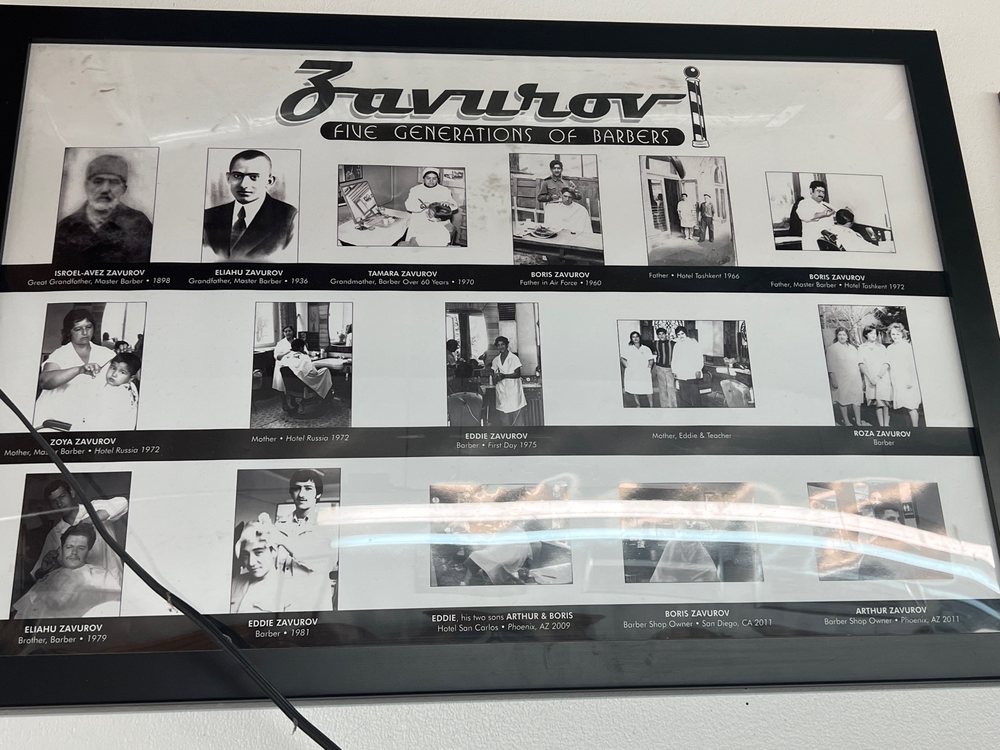 Zavurov
FIVE GENERATIONS OF BARBERS
ISROEL-AVEZ ZAVUROV
Great Grandfather, Master Barber • 1898
ELIAHU ZAVUROV
Grandfather, Master Barber • 1936
TAMARA ZAVUROV
Grandmother, Barber Over 60 Years • 1970
BORIS ZAVUROV
Father in Air Force • 1960
Father • Hotel Tashkent 1966
BORIS ZAVUROV
Father, Master Barber • Hotel Tashkent 1972
ZOYA ZAVUROV
Mother, Master Barber • Hotel Russia 1972
Mother • Hotel Russia 1972
EDDIE ZAVUROV
Barber • First Day 1975
Mother, Eddie & Teacher
ROZA ZAVUROV
Barber
ELIAHU ZAVUROV
Brother, Barber • 1979
EDDIE ZAVUROV
Barber • 1981
EDDIE, his two sons ARTHUR & BORIS
Hotel San Carlos • Phoenix, AZ 2009
BORIS ZAVUROV
Barber Shop Owner • San Diego, CA 2011
ARTHUR ZAVUROV
Barber Shop Owner • Phoenix, AZ 2011